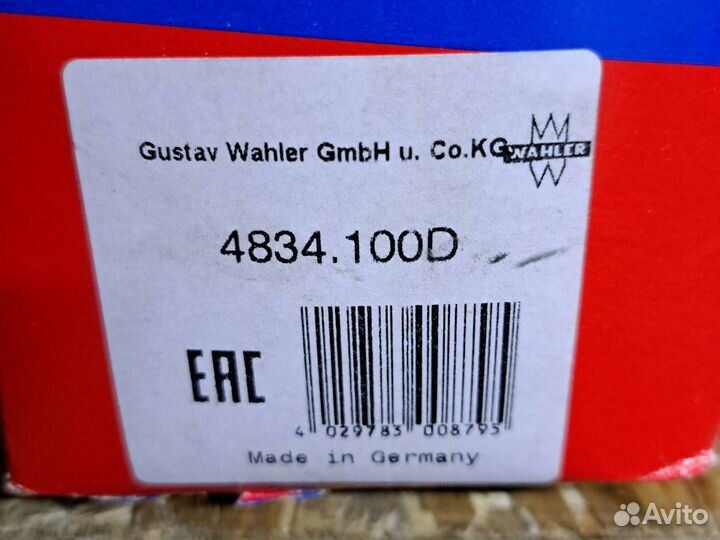 Gustav Wahler GmbH u. Co.KG WAHLER
4834.100D
EAC
4 029783 008795
Made in Germany
Avito